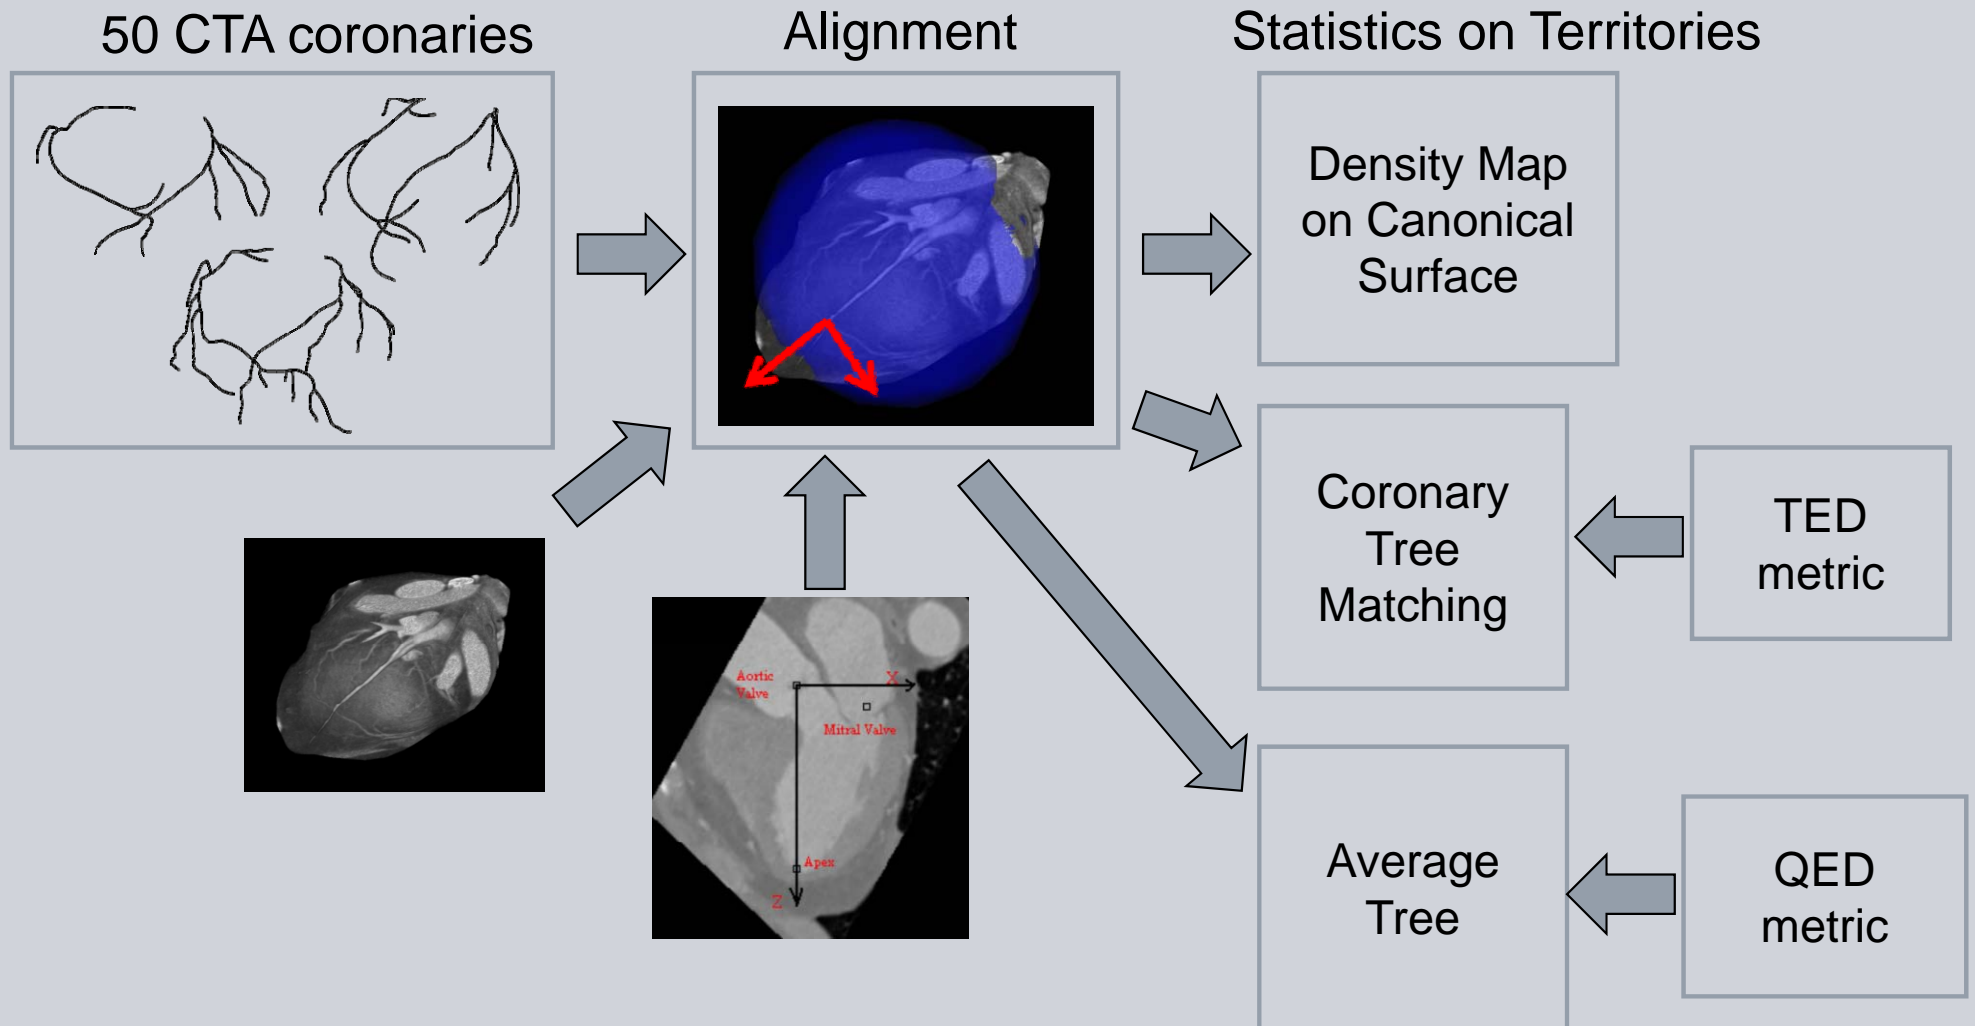 50 CTA coronaries
Alignment
Statistics on Territories
Density Map
on Canonical
Surface
Coronary
Tree
Matching
TED
metric
Aortic
Valve
X
Mitral Valve
Apex
Z
Average
Tree
QED
metric